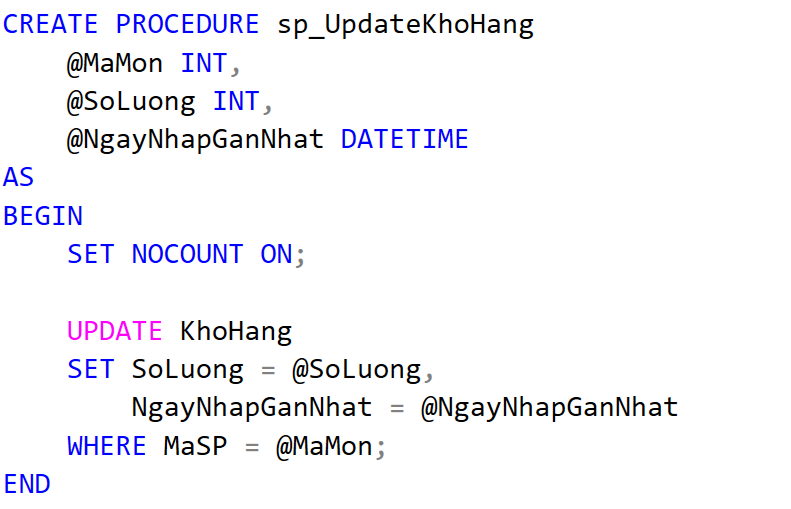 CREATE PROCEDURE sp_UpdateKhoHang
    @MaMon INT,
    @SoLuong INT,
    @NgayNhapGanNhat DATETIME
AS
BEGIN
    SET NOCOUNT ON;

    UPDATE KhoHang
    SET SoLuong = @SoLuong,
        NgayNhapGanNhat = @NgayNhapGanNhat
    WHERE MaSP = @MaMon;
END